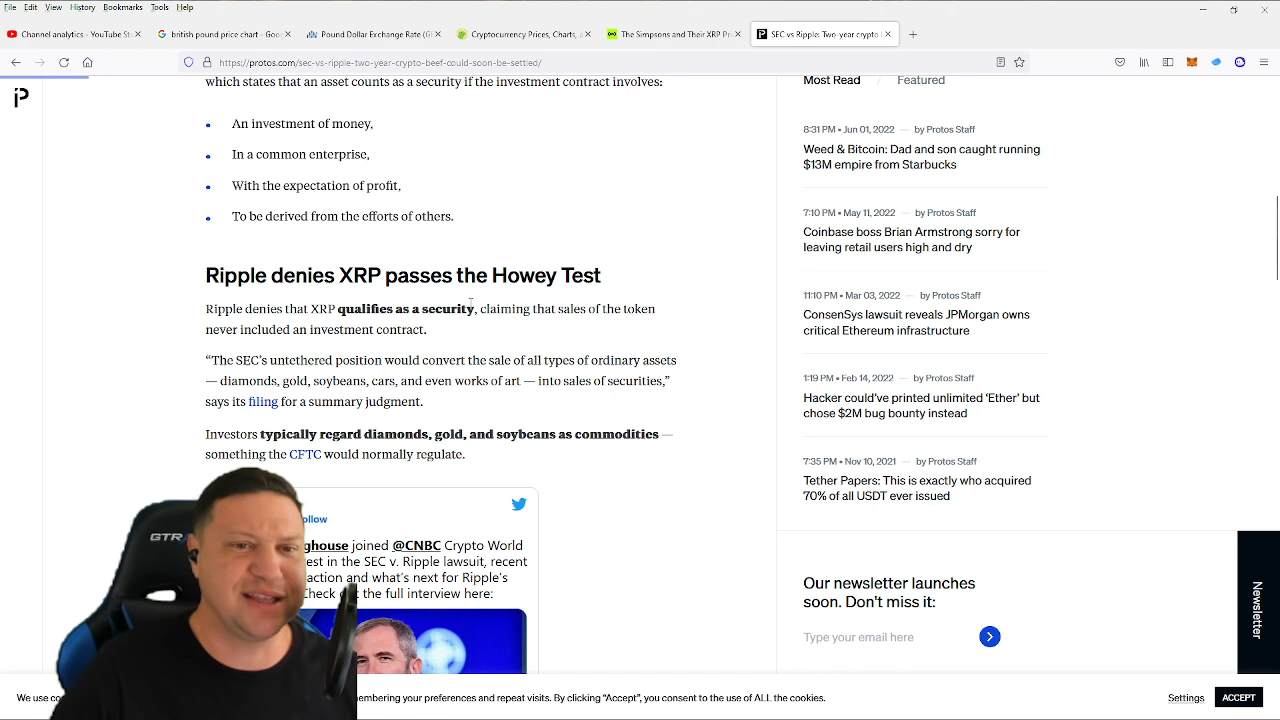 File Edit View History Bookmarks Tools Help
Channel analytics - YouTube St
british pound price chart - Goo
Pound Dollar Exchange Rate (G
Cryptocurrency Prices, Charts, a
The Simpsons and Their XRP Pr
SEC vs Ripple: Two-year crypto
https://protos.com/sec-vs-ripple-two-year-crypto-beef-could-soon-be-settled/
which states that an asset counts as a security if the investment contract involves:
An investment of money,
In a common enterprise,
With the expectation of profit,
To be derived from the efforts of others.
Ripple denies XRP passes the Howey Test
Ripple denies that XRP qualifies as a security, claiming that sales of the token
never included an investment contract.
“The SEC’s untethered position would convert the sale of all types of ordinary assets
— diamonds, gold, soybeans, cars, and even works of art — into sales of securities,”
says its filing for a summary judgment.
Investors typically regard diamonds, gold, and soybeans as commodities —
something the CFTC would normally regulate.
ollow
ghouse joined @CNBC Crypto World
est in the SEC v. Ripple lawsuit, recent
action and what’s next for Ripple’s
the full interview here:
GTR
Most Read / Featured
8:31 PM • Jun 01, 2022 — by Protos Staff
Weed & Bitcoin: Dad and son caught running
$13M empire from Starbucks
7:10 PM • May 11, 2022 — by Protos Staff
Coinbase boss Brian Armstrong sorry for
leaving retail users high and dry
11:10 PM • Mar 03, 2022 — by Protos Staff
ConsenSys lawsuit reveals JPMorgan owns
critical Ethereum infrastructure
1:19 PM • Feb 14, 2022 — by Protos Staff
Hacker could’ve printed unlimited ‘Ether’ but
chose $2M bug bounty instead
7:35 PM • Nov 10, 2021 — by Protos Staff
Tether Papers: This is exactly who acquired
70% of all USDT ever issued
Our newsletter launches
soon. Don't miss it:
Type your email here
Newsletter
We use co
membering your preferences and repeat visits. By clicking “Accept”, you consent to the use of ALL the cookies.
Settings ACCEPT